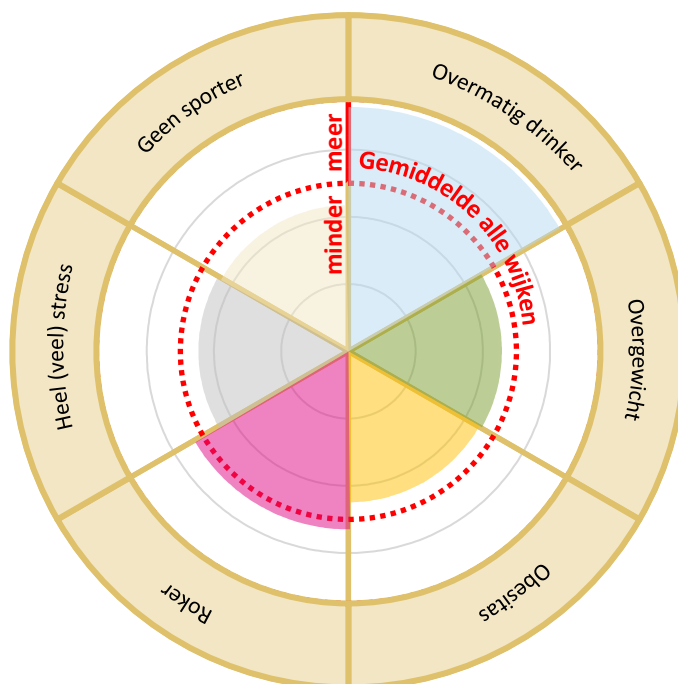 Geen sporter
Overmatig drinker
meer
Gemiddelde alle wijken
minder
Heel (veel) stress
Overgewicht
Roker
Obesitas